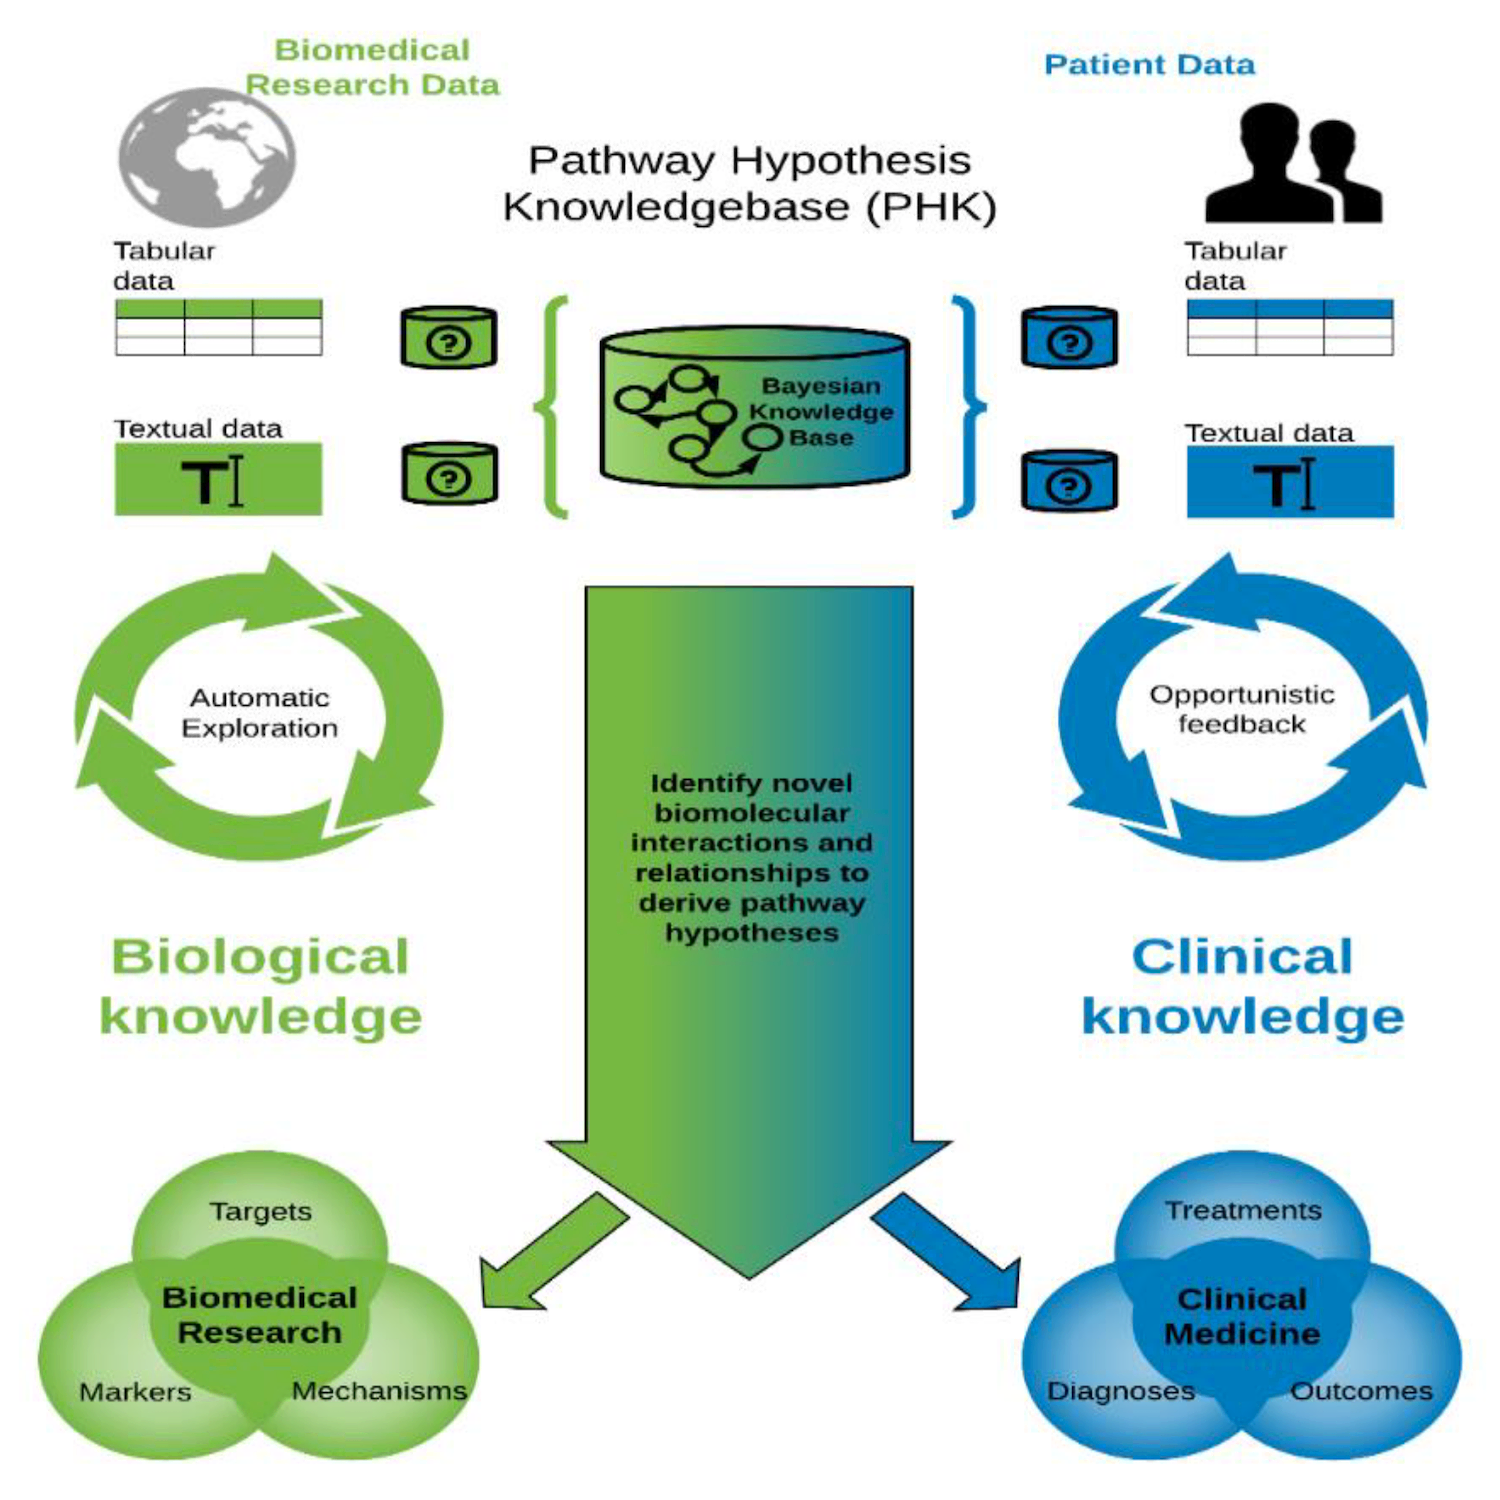 Biomedical
Research Data
Patient Data
Pathway Hypothesis
Knowledgebase (PHK)
Tabular
data
Tabular
data
?
?
Bayesian
Knowledge
Base
Textual data
Textual data
T
?
?
T
Automatic
Exploration
Opportunistic
feedback
Identify novel
biomolecular
interactions and
relationships to
derive pathway
hypotheses
Biological
knowledge
Clinical
knowledge
Targets
Biomedical
Research
Markers
Mechanisms
Treatments
Clinical
Medicine
Diagnoses
Outcomes